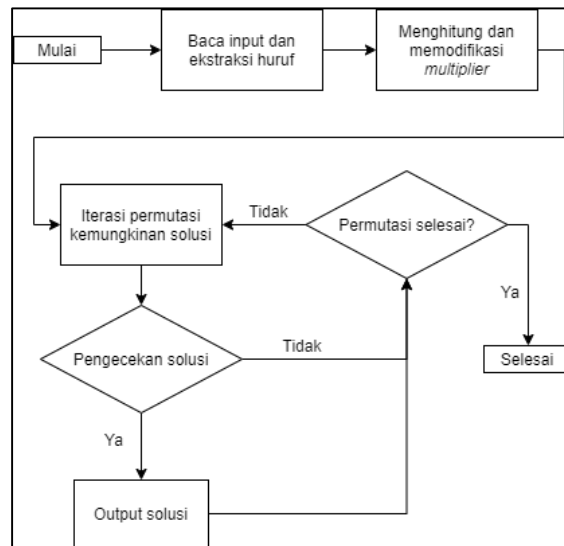 Mulai
Baca input dan
ekstraksi huruf
Menghitung dan
memodifikasi
multiplier
Iterasi permutasi
kemungkinan solusi
Tidak
Permutasi selesai?
Ya
Pengecekan solusi
Tidak
Selesai
Ya
Output solusi